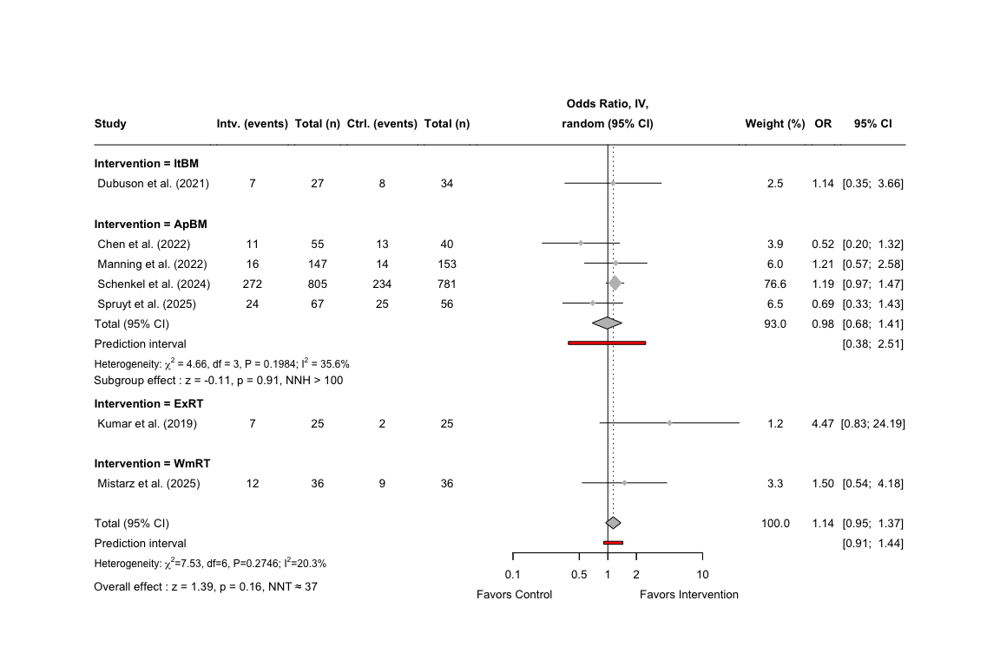 Odds Ratio, IV,
Study Intv. (events) Total (n) Ctrl. (events) Total (n) random (95% CI) Weight (%) OR 95% CI
Intervention = ItBM
Dubuson et al. (2021) 7 27 8 34 2.5 1.14 [0.35; 3.66]
Intervention = ApBM
Chen et al. (2022) 11 55 13 40 3.9 0.52 [0.20; 1.32]
Manning et al. (2022) 16 147 14 153 6.0 1.21 [0.57; 2.58]
Schenkel et al. (2024) 272 805 234 781 76.6 1.19 [0.97; 1.47]
Spruyt et al. (2025) 24 67 25 56 6.5 0.69 [0.33; 1.43]
Total (95% CI) 93.0 0.98 [0.68; 1.41]
Prediction interval [0.38; 2.51]
Heterogeneity: χ² = 4.66, df = 3, P = 0.1984; I² = 35.6%
Subgroup effect : z = -0.11, p = 0.91, NNH > 100
Intervention = ExRT
Kumar et al. (2019) 7 25 2 25 1.2 4.47 [0.83; 24.19]
Intervention = WmRT
Mistarz et al. (2025) 12 36 9 36 3.3 1.50 [0.54; 4.18]
Total (95% CI) 100.0 1.14 [0.95; 1.37]
Prediction interval [0.91; 1.44]
Heterogeneity: χ²=7.53, df=6, P=0.2746; I²=20.3%
0.1 0.5 1 2 10
Overall effect : z = 1.39, p = 0.16, NNT ≈ 37
Favors Control Favors Intervention